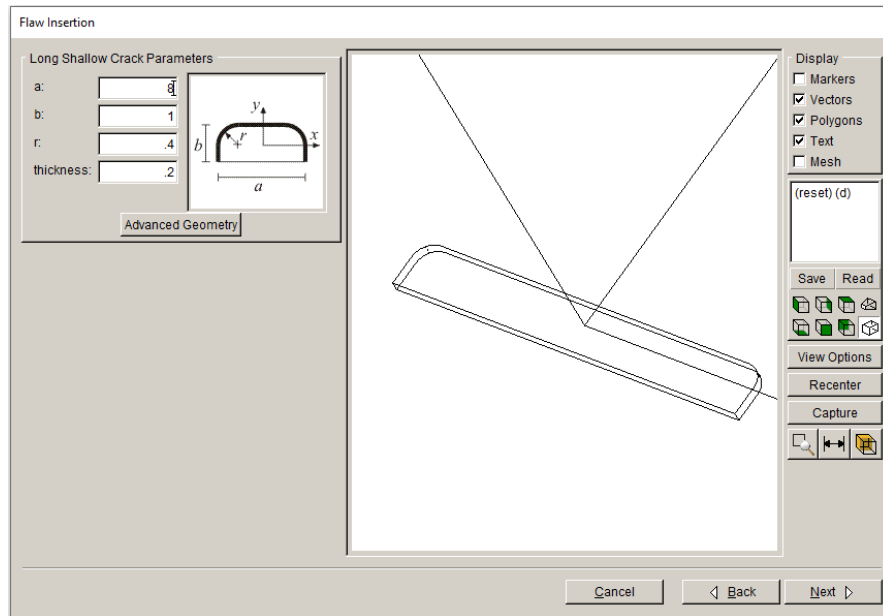 Flaw Insertion
Long Shallow Crack Parameters
a: 8
b: 1
r: .4
thickness: .2
y
r
x
b
a
Advanced Geometry
Display
Markers
Vectors
Polygons
Text
Mesh
(reset) (d)
Save Read
View Options
Recenter
Capture
Cancel Back Next